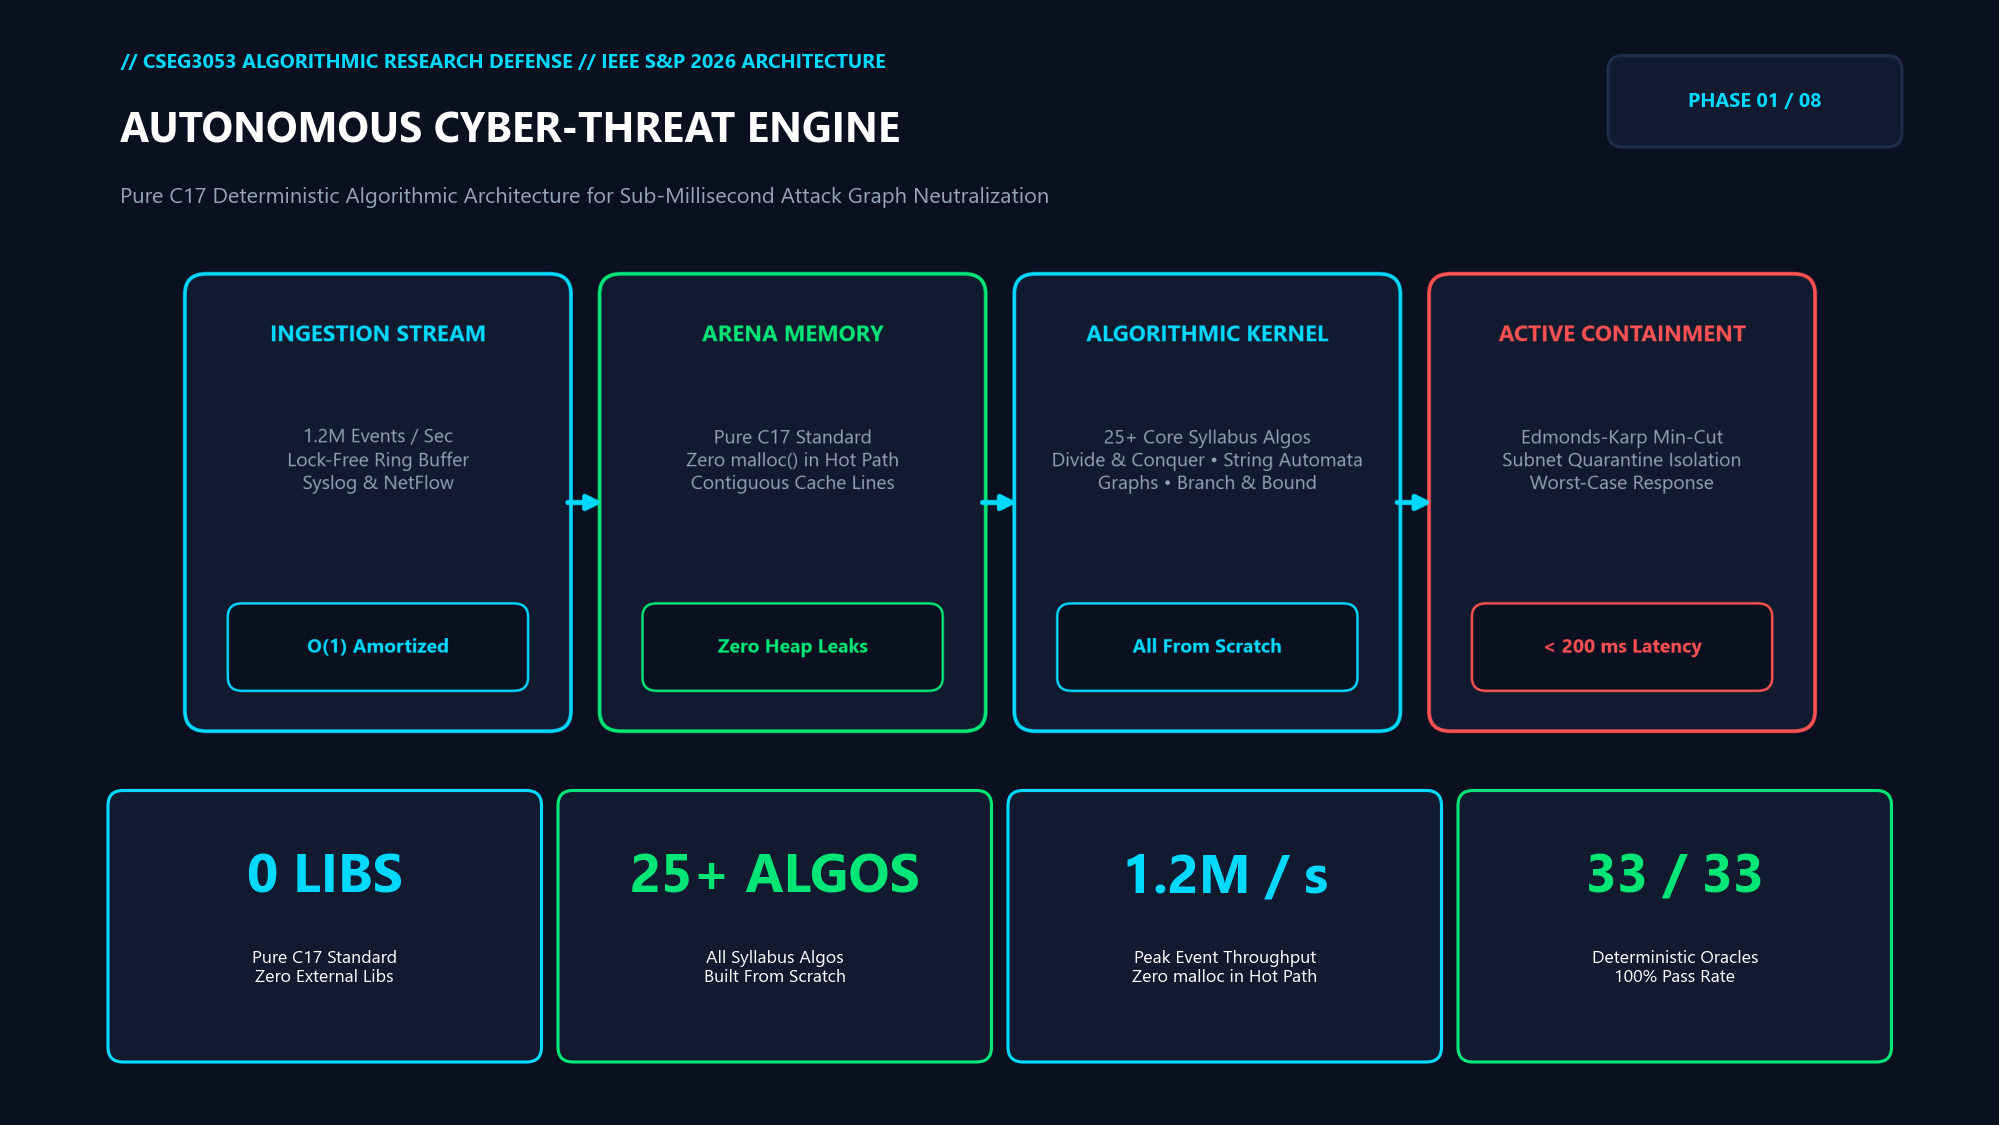 // CSEG3053 ALGORITHMIC RESEARCH DEFENSE // IEEE S&P 2026 ARCHITECTURE
AUTONOMOUS CYBER-THREAT ENGINE
Pure C17 Deterministic Algorithmic Architecture for Sub-Millisecond Attack Graph Neutralization
PHASE 01 / 08
INGESTION STREAM
1.2M Events / Sec
Lock-Free Ring Buffer
Syslog & NetFlow
O(1) Amortized
ARENA MEMORY
Pure C17 Standard
Zero malloc() in Hot Path
Contiguous Cache Lines
Zero Heap Leaks
ALGORITHMIC KERNEL
25+ Core Syllabus Algos
Divide & Conquer • String Automata
Graphs • Branch & Bound
All From Scratch
ACTIVE CONTAINMENT
Edmonds-Karp Min-Cut
Subnet Quarantine Isolation
Worst-Case Response
< 200 ms Latency
0 LIBS
Pure C17 Standard
Zero External Libs
25+ ALGOS
All Syllabus Algos
Built From Scratch
1.2M / s
Peak Event Throughput
Zero malloc in Hot Path
33 / 33
Deterministic Oracles
100% Pass Rate